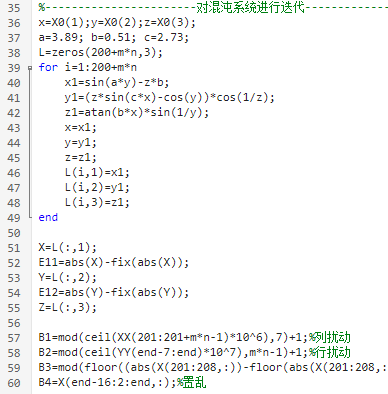 35 %-----------------------对混沌系统进行迭代-------------
36 x=X0(1);y=X0(2);z=X0(3);
37 a=3.89; b=0.51; c=2.73;
38 L=zeros(200+m*n,3);
39 for i=1:200+m*n
40 x1=sin(a*y)-z*b;
41 y1=(z*sin(c*x)-cos(y))*cos(1/z);
42 z1=atan(b*x)*sin(1/y);
43 x=x1;
44 y=y1;
45 z=z1;
46 L(i,1)=x1;
47 L(i,2)=y1;
48 L(i,3)=z1;
49 end
50
51 X=L(:,1);
52 E11=abs(X)-fix(abs(X));
53 Y=L(:,2);
54 E12=abs(Y)-fix(abs(Y));
55 Z=L(:,3);
56
57 B1=mod(ceil(XX(201:201+m*n-1)*10^6),7)+1;%列扰动
58 B2=mod(ceil(YY(end-7:end)*10^7),m*n-1)+1;%行扰动
59 B3=mod(floor((abs(X(201:208,:))-floor(abs(X(201:208,:
60 B4=X(end-16:2:end,:);%置乱